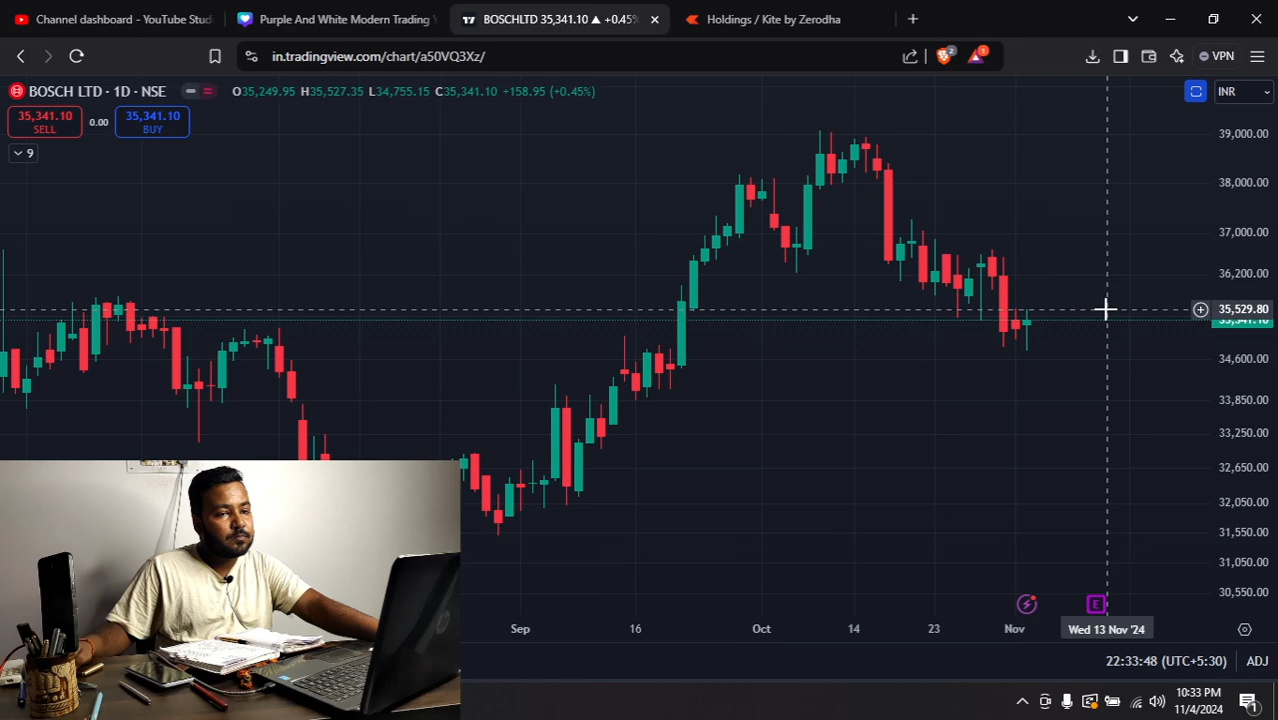 Channel dashboard - YouTube Stud
Purple And White Modern Trading Y
BOSCHLTD 35,341.10 ▲ +0.45%
Holdings / Kite by Zerodha
in.tradingview.com/chart/a50VQ3Xz/
2
1
VPN
BOSCH LTD · 1D · NSE
O35,249.95 H35,527.35 L34,755.15 C35,341.10 +158.95 (+0.45%)
INR
35,341.10
SELL
0.00
35,341.10
BUY
9
39,000.00
38,000.00
37,000.00
36,200.00
35,529.80
35,341.10
34,600.00
33,850.00
33,250.00
32,650.00
32,050.00
31,550.00
31,050.00
30,550.00
E
Sep
16
Oct
14
23
Nov
Wed 13 Nov '24
22:33:48 (UTC+5:30)
ADJ
10:33 PM
11/4/2024
1